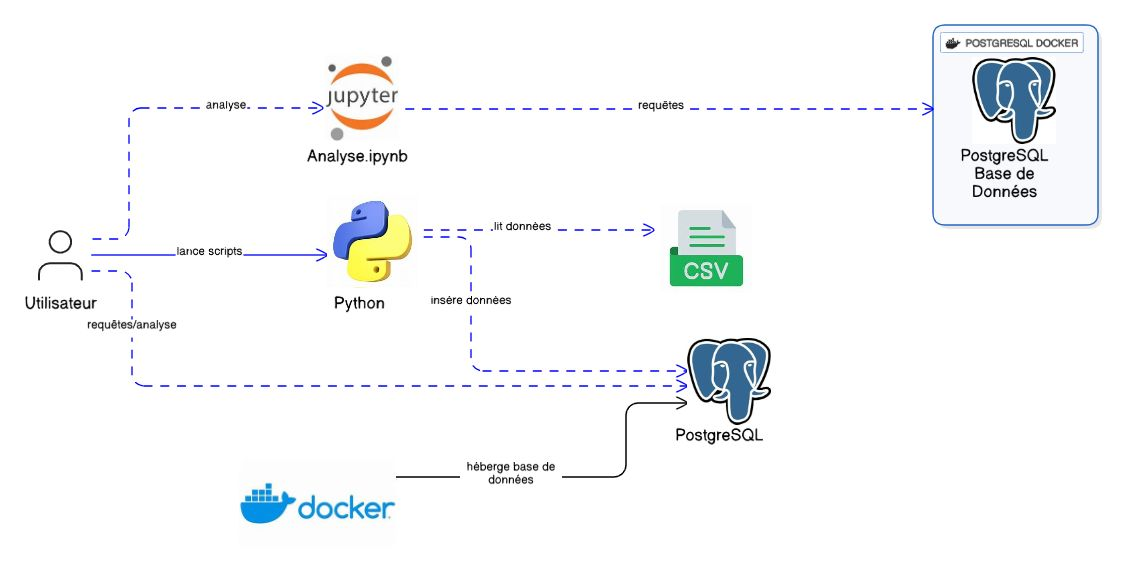 POSTGRESQL DOCKER
jupyter
analyse
requêtes
Analyse.ipynb
PostgreSQL
Base de
Données
lit données
lance scripts
CSV
Utilisateur
Python
insère données
requêtes/analyse
PostgreSQL
héberge base de
données
docker